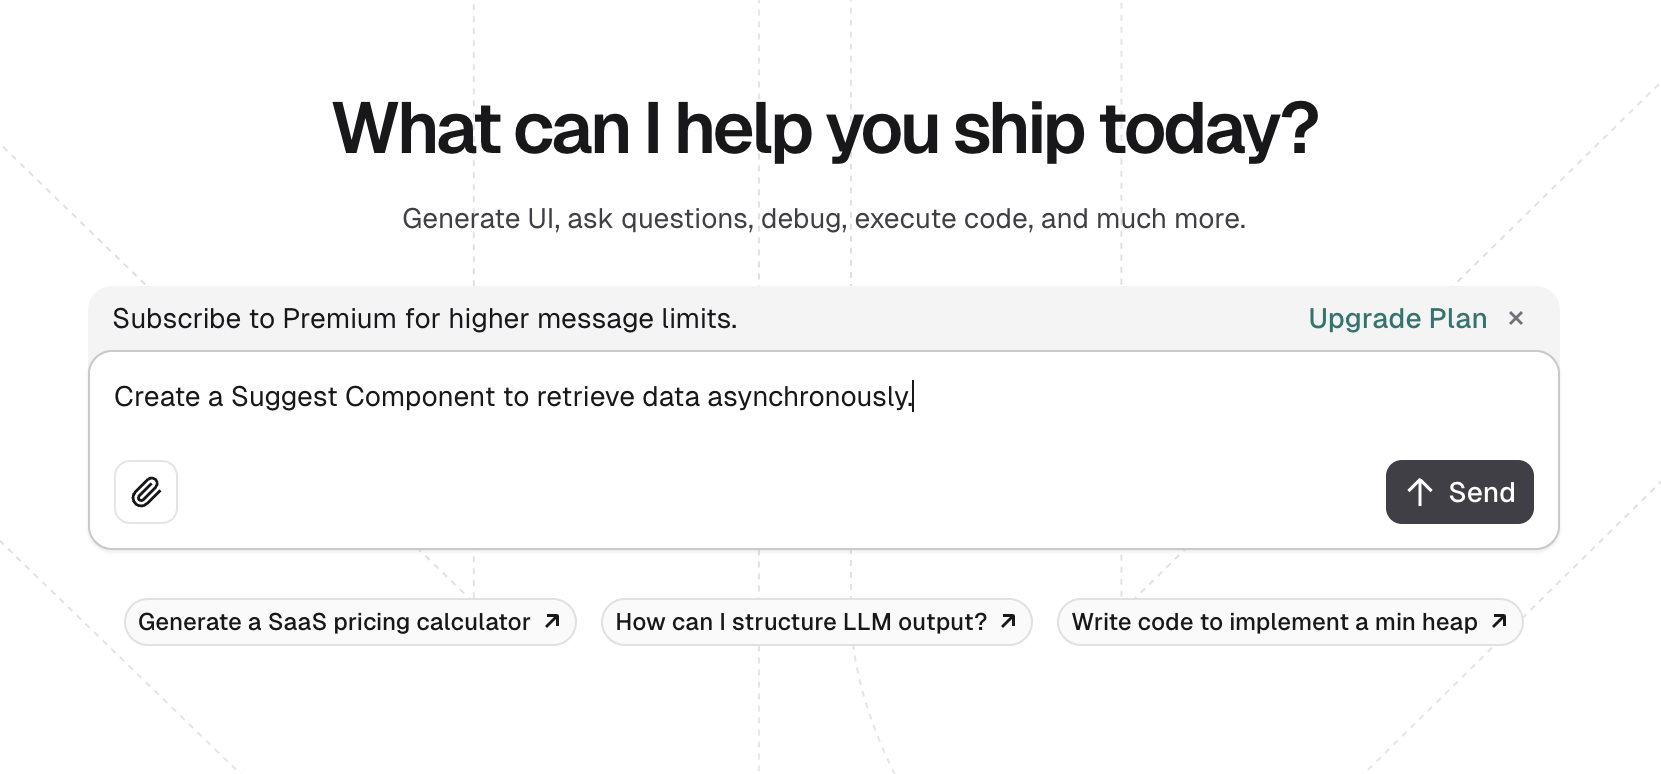 What can I help you ship today?
Generate UI, ask questions, debug, execute code, and much more.
Subscribe to Premium for higher message limits.
Upgrade Plan
Create a Suggest Component to retrieve data asynchronously.
Send
Generate a SaaS pricing calculator
How can I structure LLM output?
Write code to implement a min heap